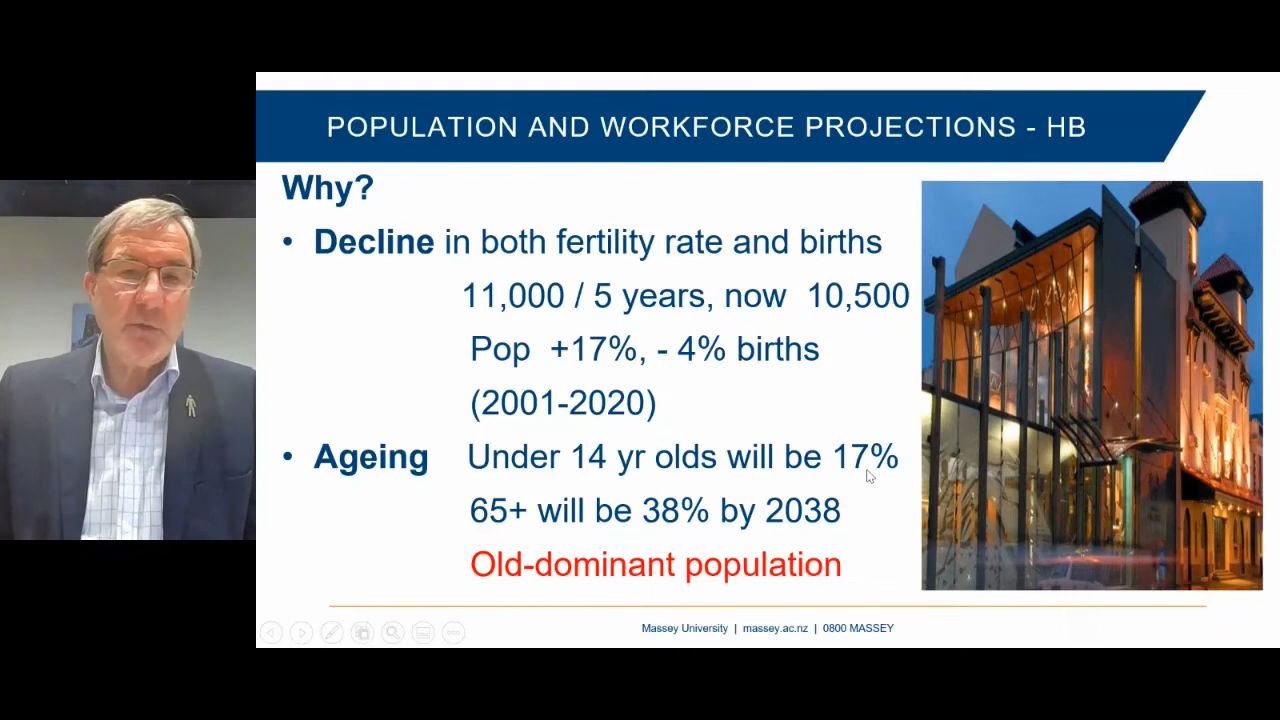 POPULATION AND WORKFORCE PROJECTIONS - HB
Why?
• Decline in both fertility rate and births
11,000 / 5 years, now 10,500
Pop +17%, - 4% births
(2001-2020)
• Ageing Under 14 yr olds will be 17%
65+ will be 38% by 2038
Old-dominant population
Massey University | massey.ac.nz | 0800 MASSEY